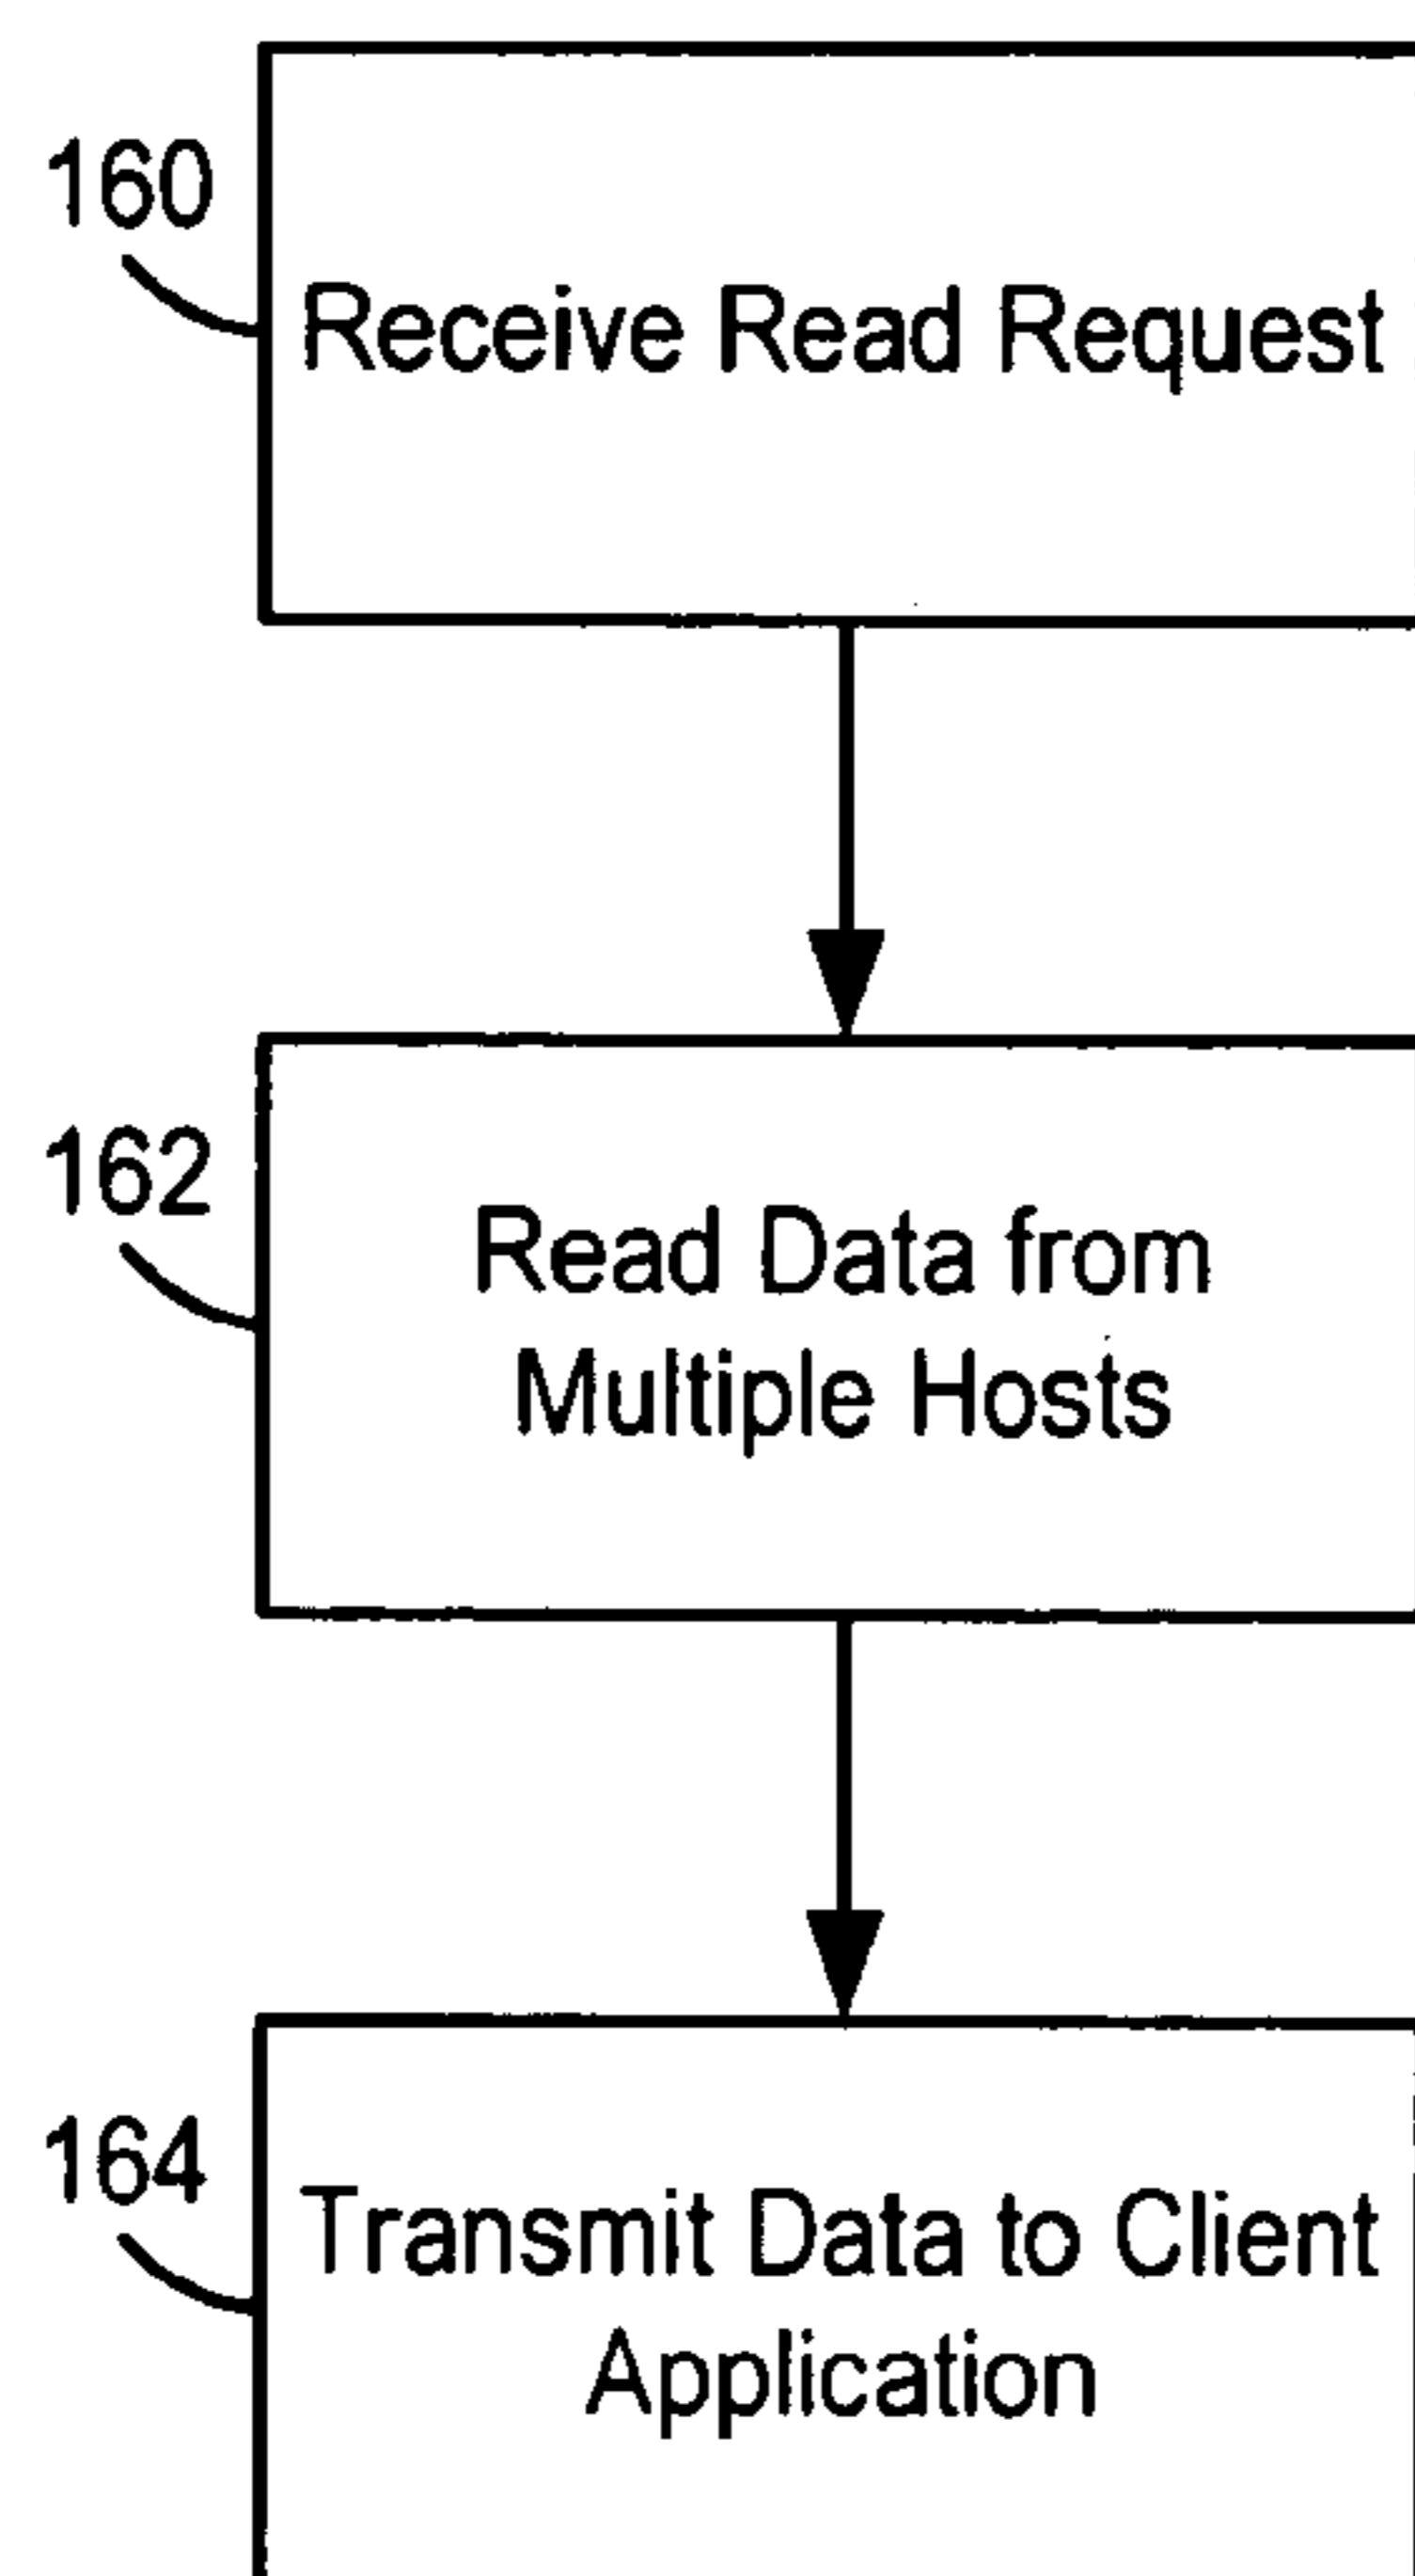 160
Receive Read Request
162
Read Data from
Multiple Hosts
164
Transmit Data to Client
Application